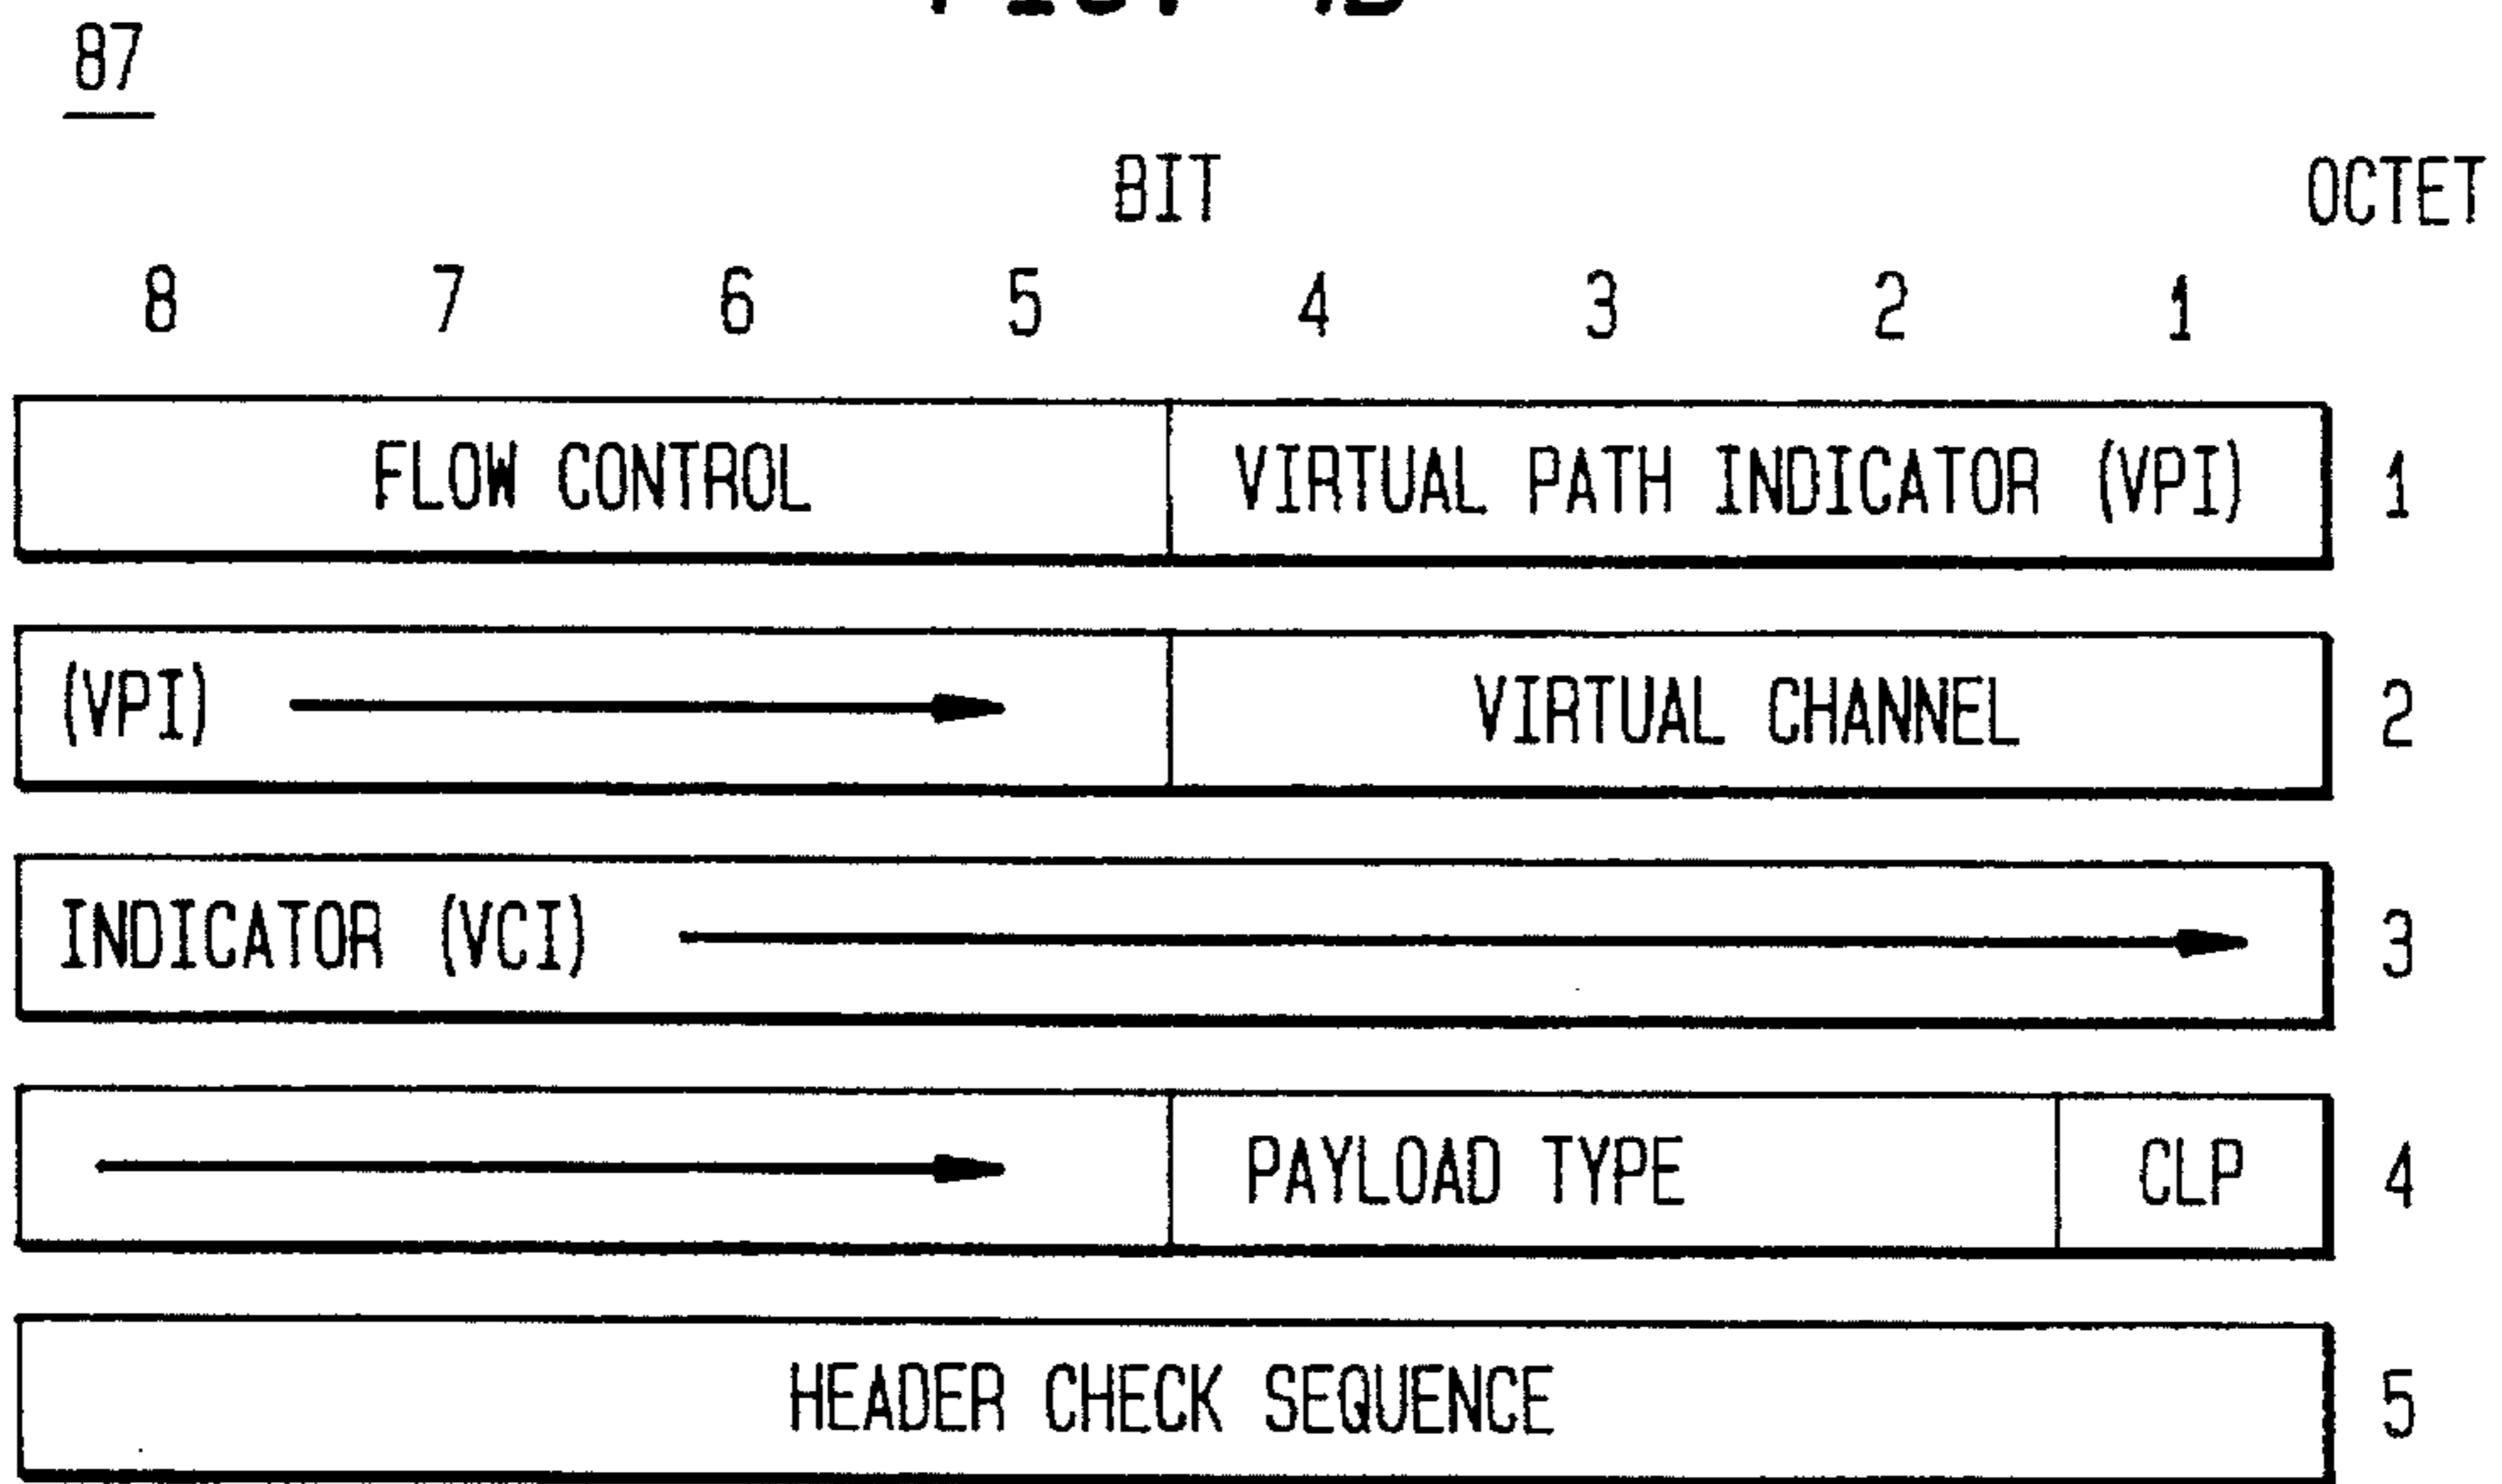 87
BIT OCTET
8 7 6 5 4 3 2 1
FLOW CONTROL VIRTUAL PATH INDICATOR (VPI) 1
(VPI) VIRTUAL CHANNEL 2
INDICATOR (VCI) 3
PAYLOAD TYPE CLP 4
HEADER CHECK SEQUENCE 5